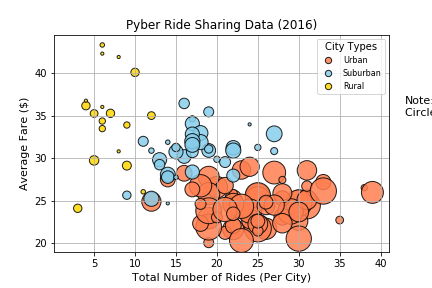 Pyber Ride Sharing Data (2016)
City Types
Urban
Suburban
Rural
Note:
Circle
40
35
30
25
20
Average Fare ($)
5 10 15 20 25 30 35 40
Total Number of Rides (Per City)